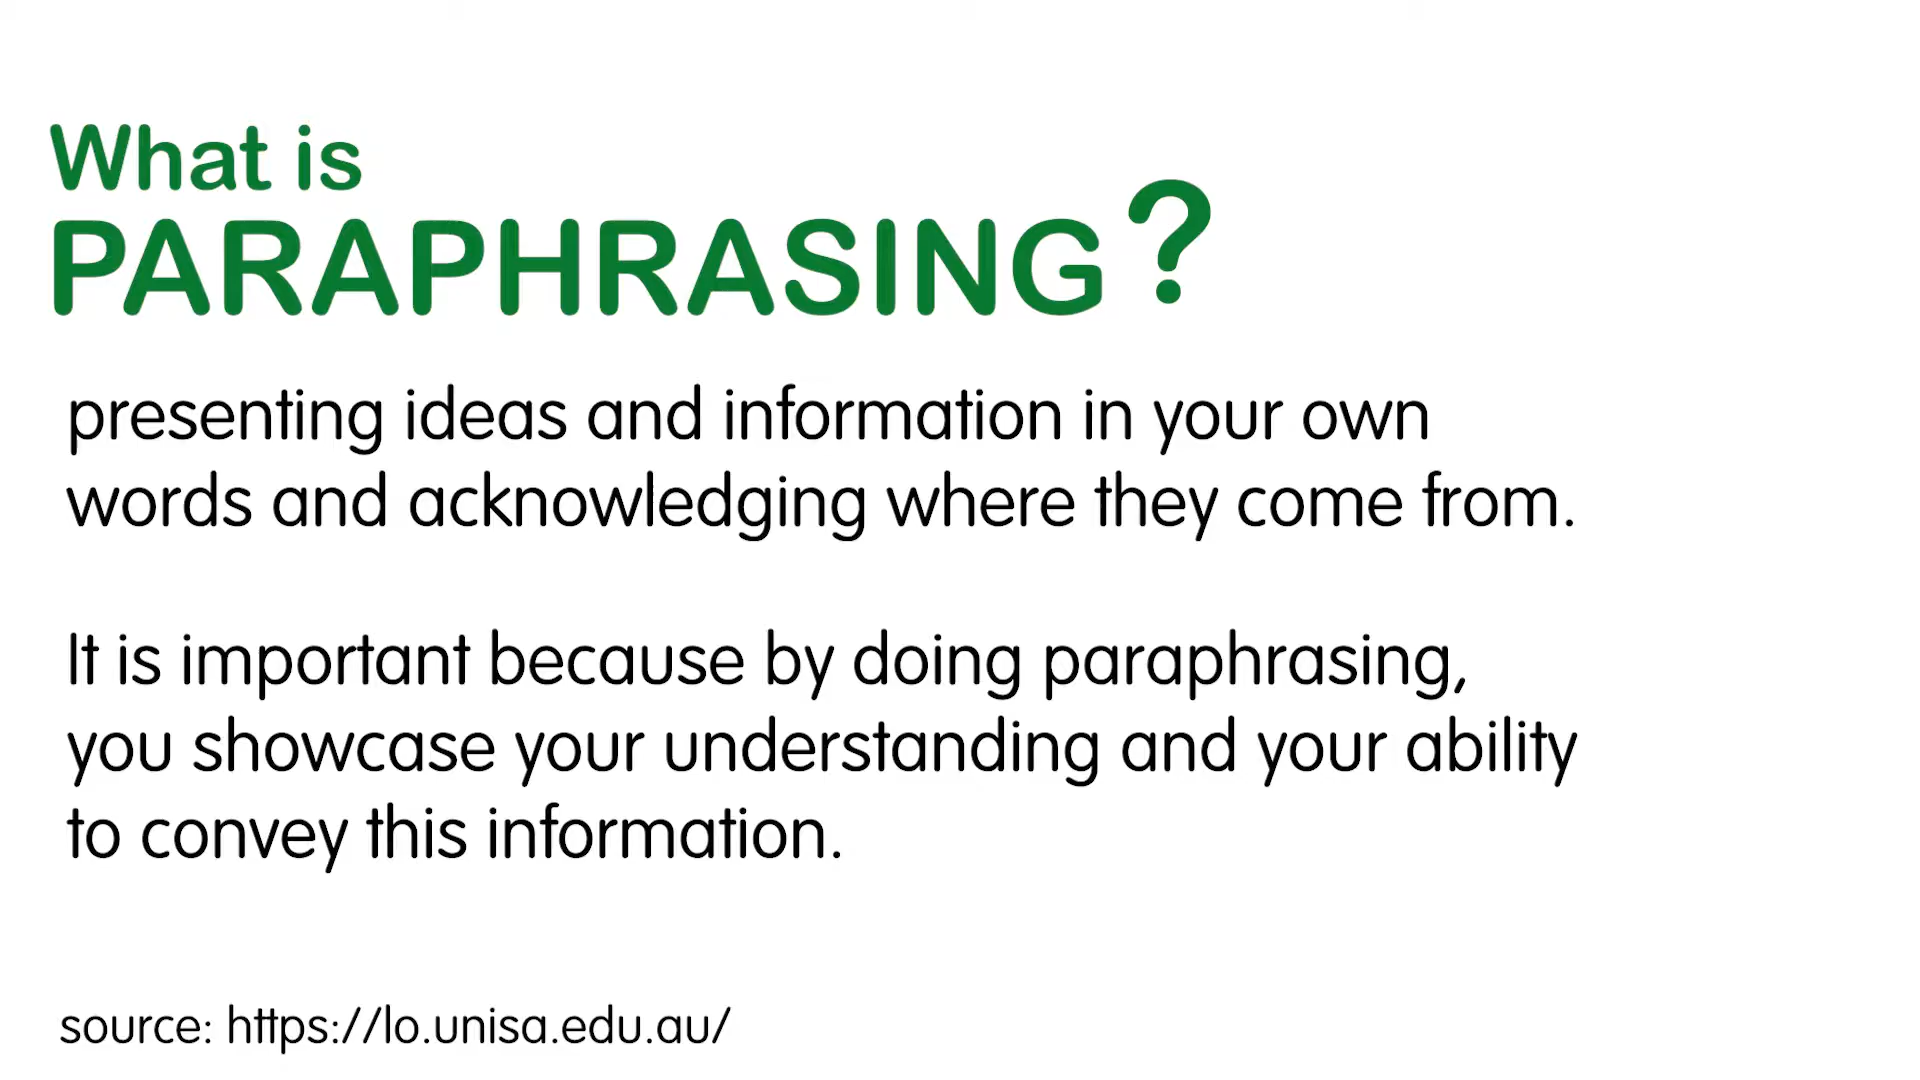 What is
PARAPHRASING?
presenting ideas and information in your own
words and acknowledging where they come from.
It is important because by doing paraphrasing,
you showcase your understanding and your ability
to convey this information.
source: https://lo.unisa.edu.au/